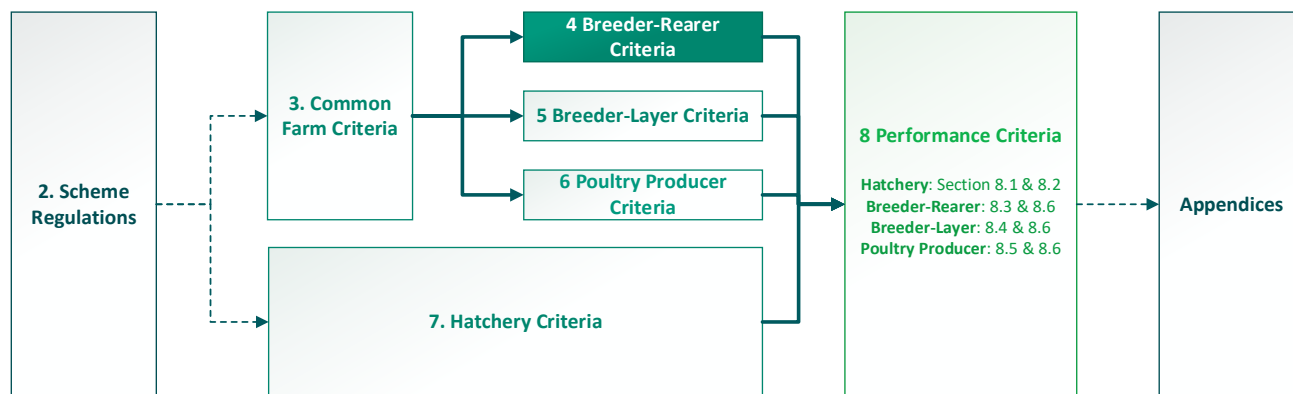 2. Scheme
Regulations
3. Common
Farm Criteria
4 Breeder-Rearer
Criteria
5 Breeder-Layer Criteria
6 Poultry Producer
Criteria
7. Hatchery Criteria
8 Performance Criteria
Hatchery: Section 8.1 & 8.2
Breeder-Rearer: 8.3 & 8.6
Breeder-Layer: 8.4 & 8.6
Poultry Producer: 8.5 & 8.6
Appendices